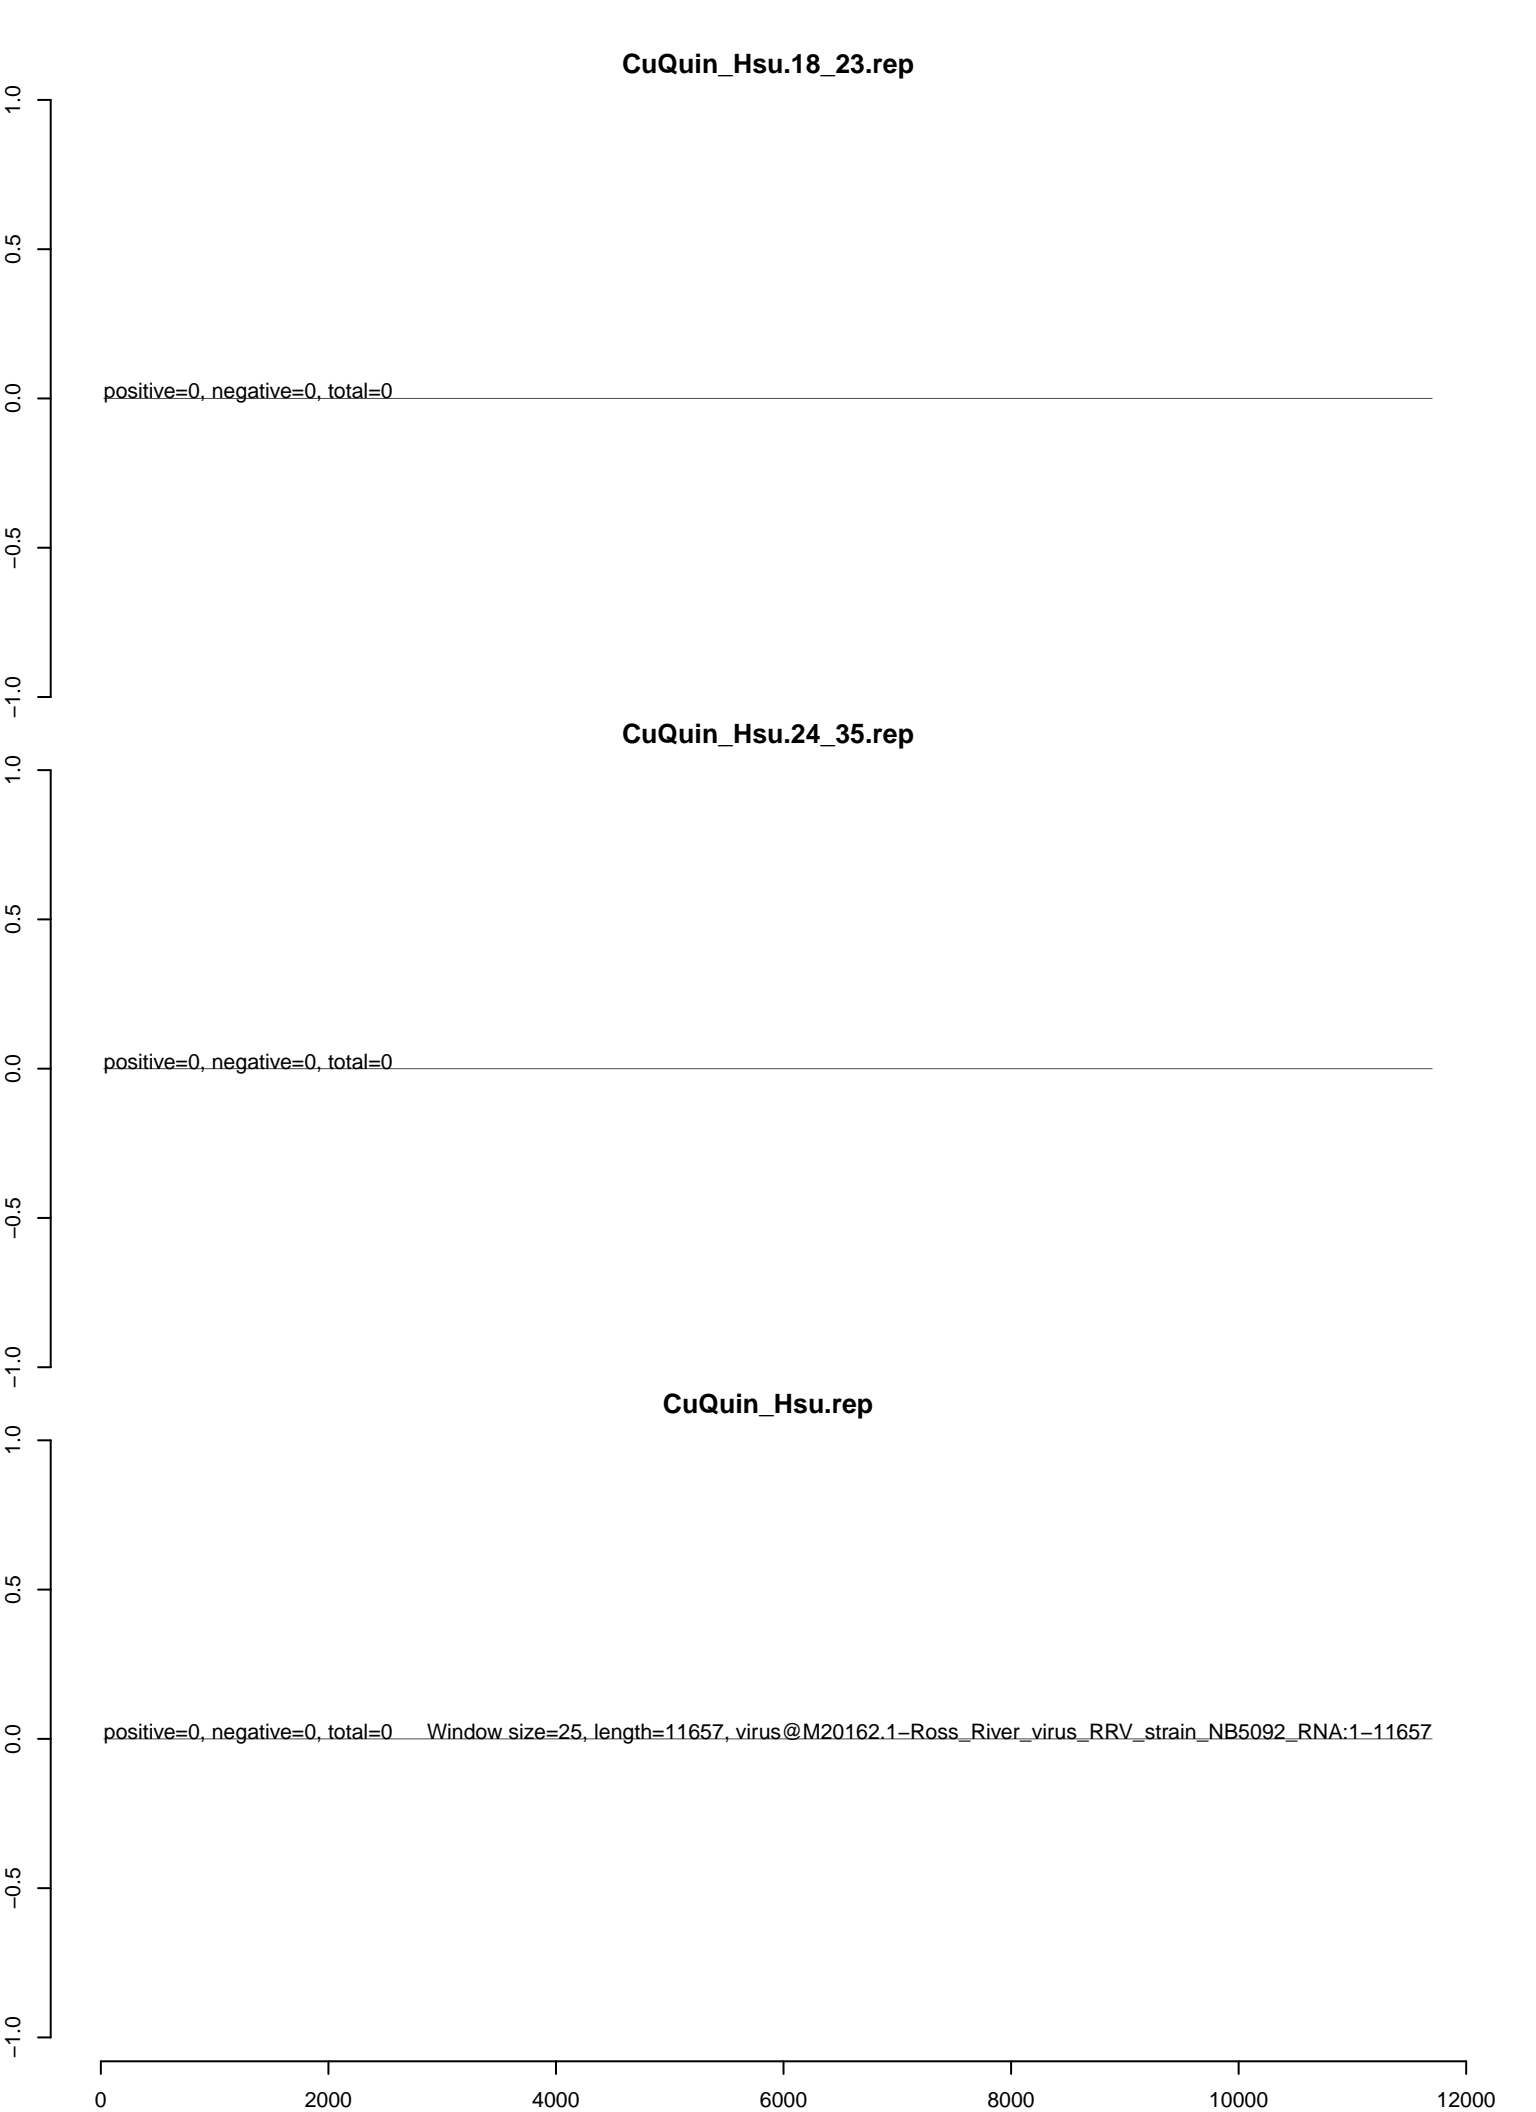 CuQuin_Hsu.18_23.rep
1.0
0.5
0.0
−0.5
−1.0
positive=0, negative=0, total=0
CuQuin_Hsu.24_35.rep
1.0
0.5
0.0
−0.5
−1.0
positive=0, negative=0, total=0
CuQuin_Hsu.rep
1.0
0.5
0.0
−0.5
−1.0
positive=0, negative=0, total=0 Window size=25, length=11657, virus@M20162.1−Ross_River_virus_RRV_strain_NB5092_RNA:1−11657
0 2000 4000 6000 8000 10000 12000